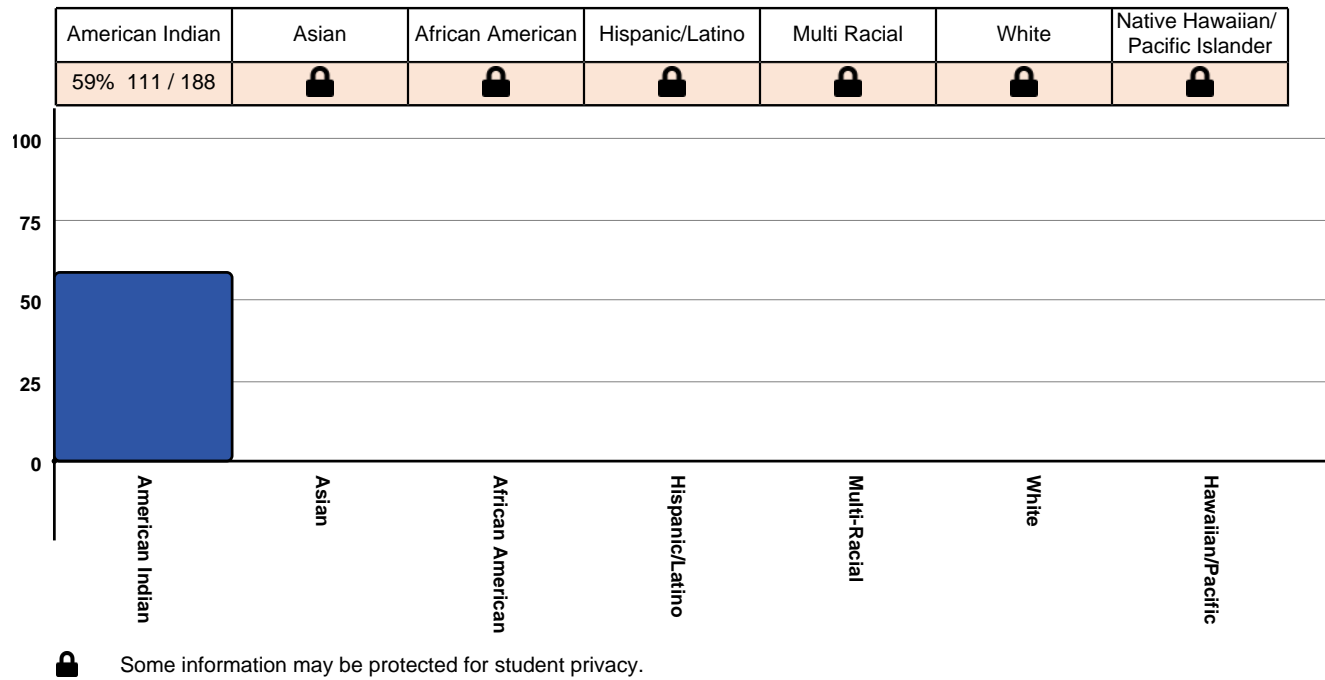 American Indian Asian African American Hispanic/Latino Multi Racial White Native Hawaiian/
Pacific Islander
59% 111 / 188
100
75
50
25
0
American Indian
Asian
African American
Hispanic/Latino
Multi-Racial
White
Hawaiian/Pacific
Some information may be protected for student privacy.